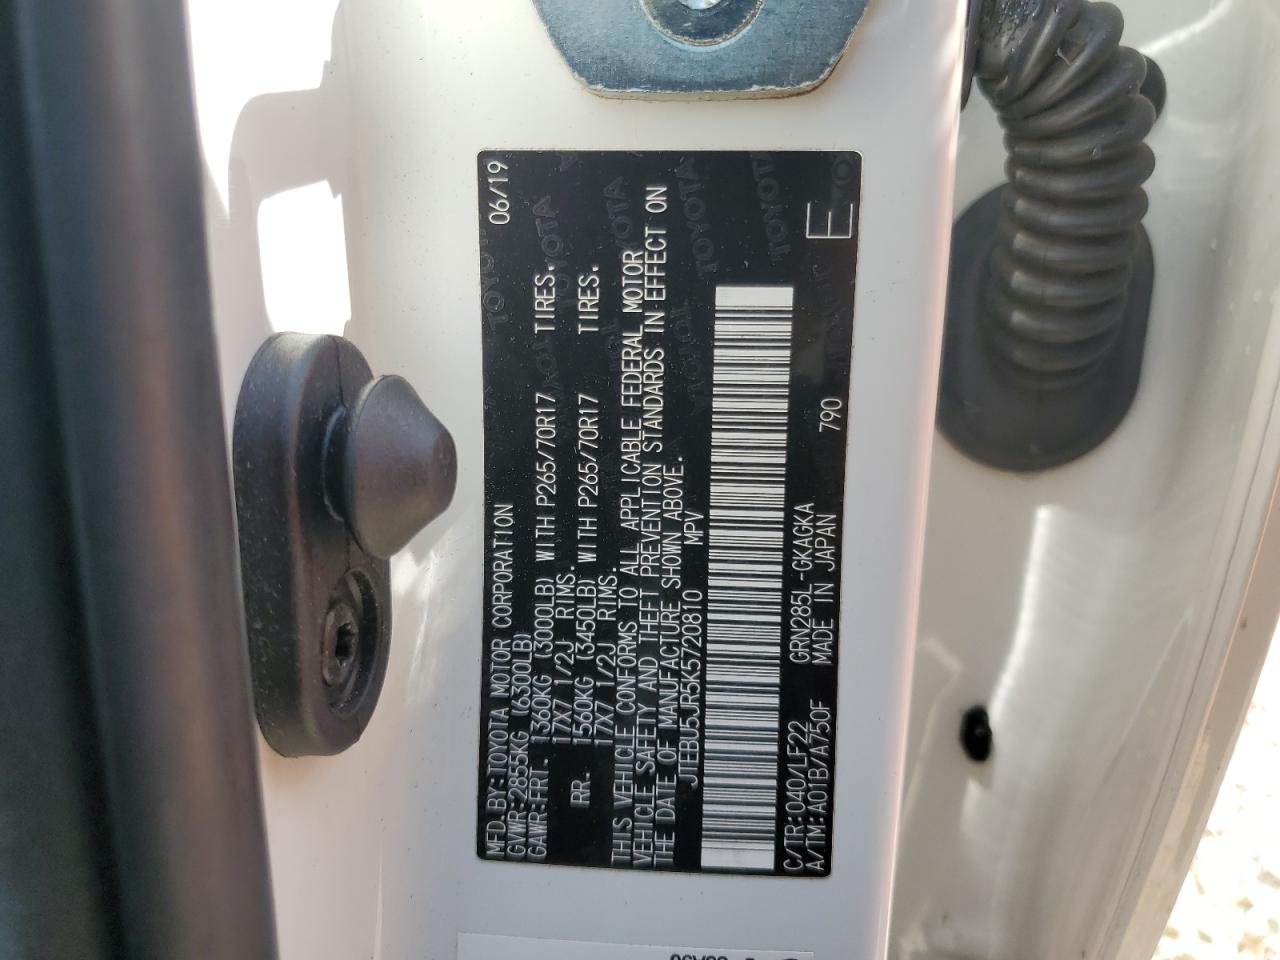 MFD.BY:TOYOTA MOTOR CORPORATION 06/19
GVWR:2855KG (6300LB)
GAWR:FRT. 1360KG (3000LB) WITH P265/70R17 TIRES.
17X7 1/2J RIMS.
RR. 1560KG (3450LB) WITH P265/70R17 TIRES.
17X7 1/2J RIMS.
THIS VEHICLE CONFORMS TO ALL APPLICABLE FEDERAL MOTOR
VEHICLE SAFETY AND THEFT PREVENTION STANDARDS IN EFFECT ON
THE DATE OF MANUFACTURE SHOWN ABOVE.
JTEBU5JR5K5720810 MPV
C/TR:040/LF22 GRN285L-GKAGKA 790 E
A/TM:A01B/A750F MADE IN JAPAN